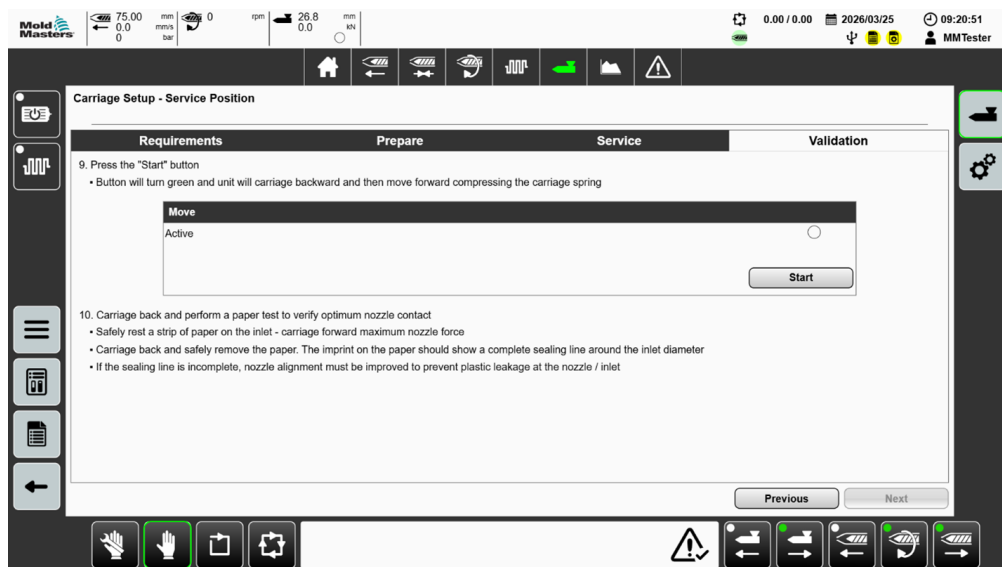 Mold
Masters
75.00 mm
0.0 mm/s
0 bar
0 rpm
26.8 mm
0.0 kN
0.00 / 0.00
2026/03/25
09:20:51
MMTester
Carriage Setup - Service Position
Requirements
Prepare
Service
Validation
9. Press the "Start" button
• Button will turn green and unit will carriage backward and then move forward compressing the carriage spring
Move
Active
Start
10. Carriage back and perform a paper test to verify optimum nozzle contact
• Safely rest a strip of paper on the inlet - carriage forward maximum nozzle force
• Carriage back and safely remove the paper. The imprint on the paper should show a complete sealing line around the inlet diameter
• If the sealing line is incomplete, nozzle alignment must be improved to prevent plastic leakage at the nozzle / inlet
Previous
Next